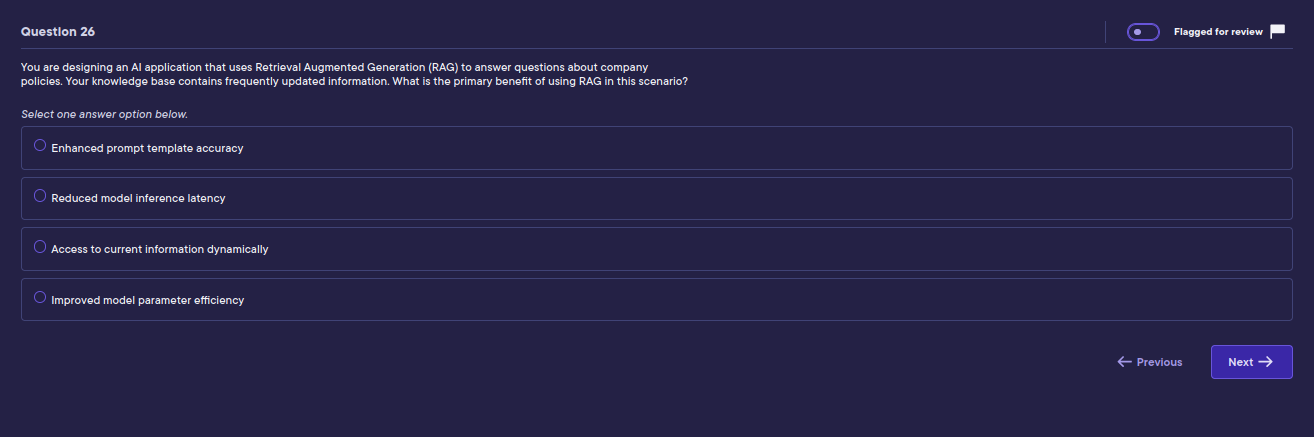 Question 26
Flagged for review
You are designing an AI application that uses Retrieval Augmented Generation (RAG) to answer questions about company
policies. Your knowledge base contains frequently updated information. What is the primary benefit of using RAG in this scenario?
Select one answer option below.
Enhanced prompt template accuracy
Reduced model inference latency
Access to current information dynamically
Improved model parameter efficiency
Previous
Next